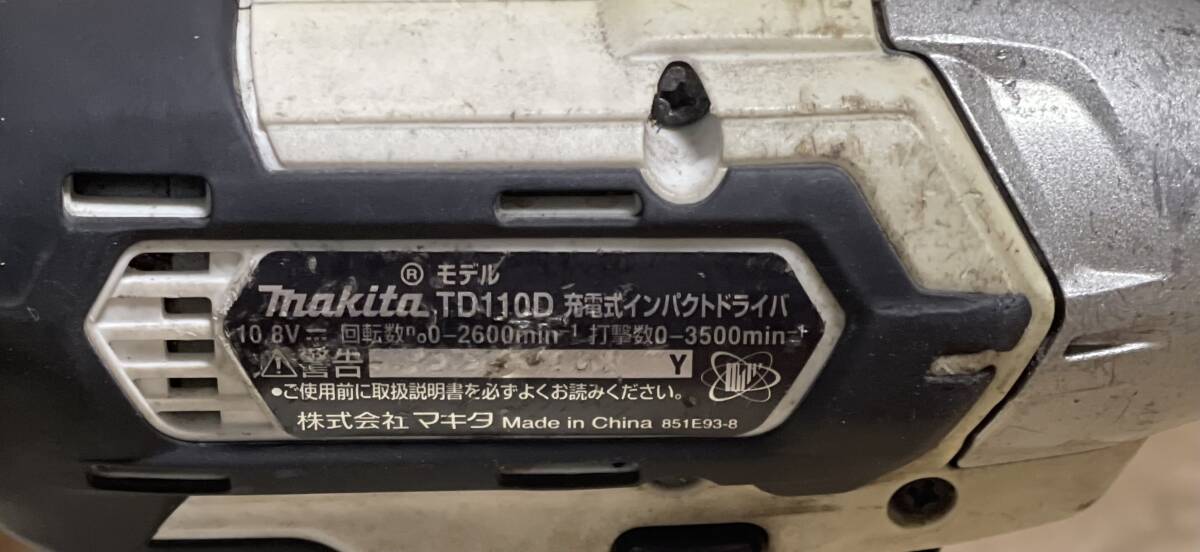 ® モデル
makita TD110D 充電式インパクトドライバ
10.8V⎓ 回転数n₀0-2600min⁻¹ 打撃数0-3500min⁻¹
⚠警告 Y
●ご使用前に取扱説明書を必ずよくお読みください。
株式会社 マキタ Made in China 851E93-8